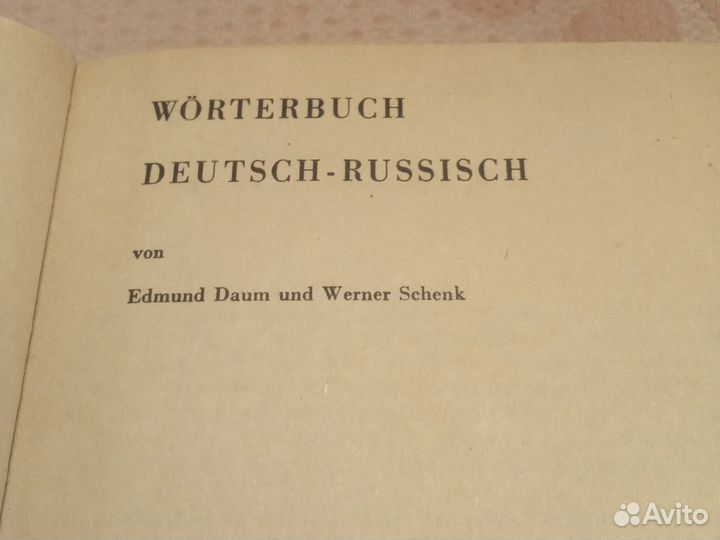 WÖRTERBUCH
DEUTSCH-RUSSISCH
von
Edmund Daum und Werner Schenk
Avito